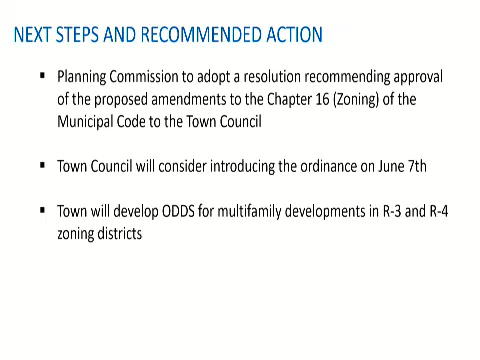 NEXT STEPS AND RECOMMENDED ACTION
▪ Planning Commission to adopt a resolution recommending approval
of the proposed amendments to the Chapter 16 (Zoning) of the
Municipal Code to the Town Council
▪ Town Council will consider introducing the ordinance on June 7th
▪ Town will develop ODDS for multifamily developments in R-3 and R-4
zoning districts